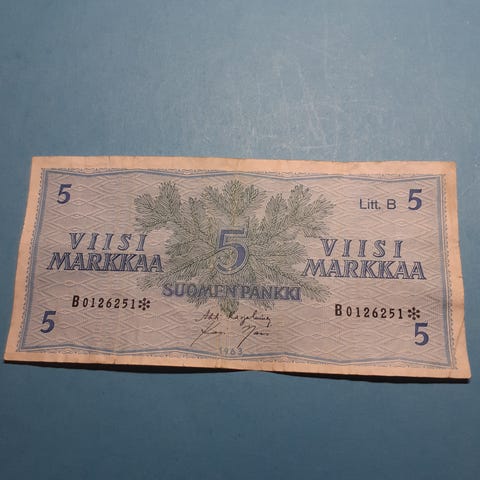 5 Litt. B 5
VIISI MARKKAA 5 VIISI MARKKAA
SUOMEN PANKKI
B0126251* B0126251*
5 1963 5